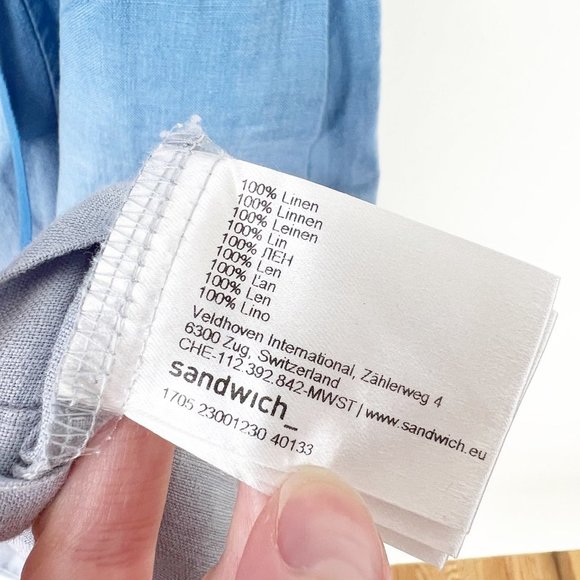 100% Linen
100% Linnen
100% Leinen
100% Lin
100% ЛЕН
100% Len
100% Ľan
100% Len
100% Lino
Veldhoven International, Zählerweg 4
6300 Zug, Switzerland
CHE-112.392.842-MWST | www.sandwich.eu
sandwich_
1705 23001230 40133